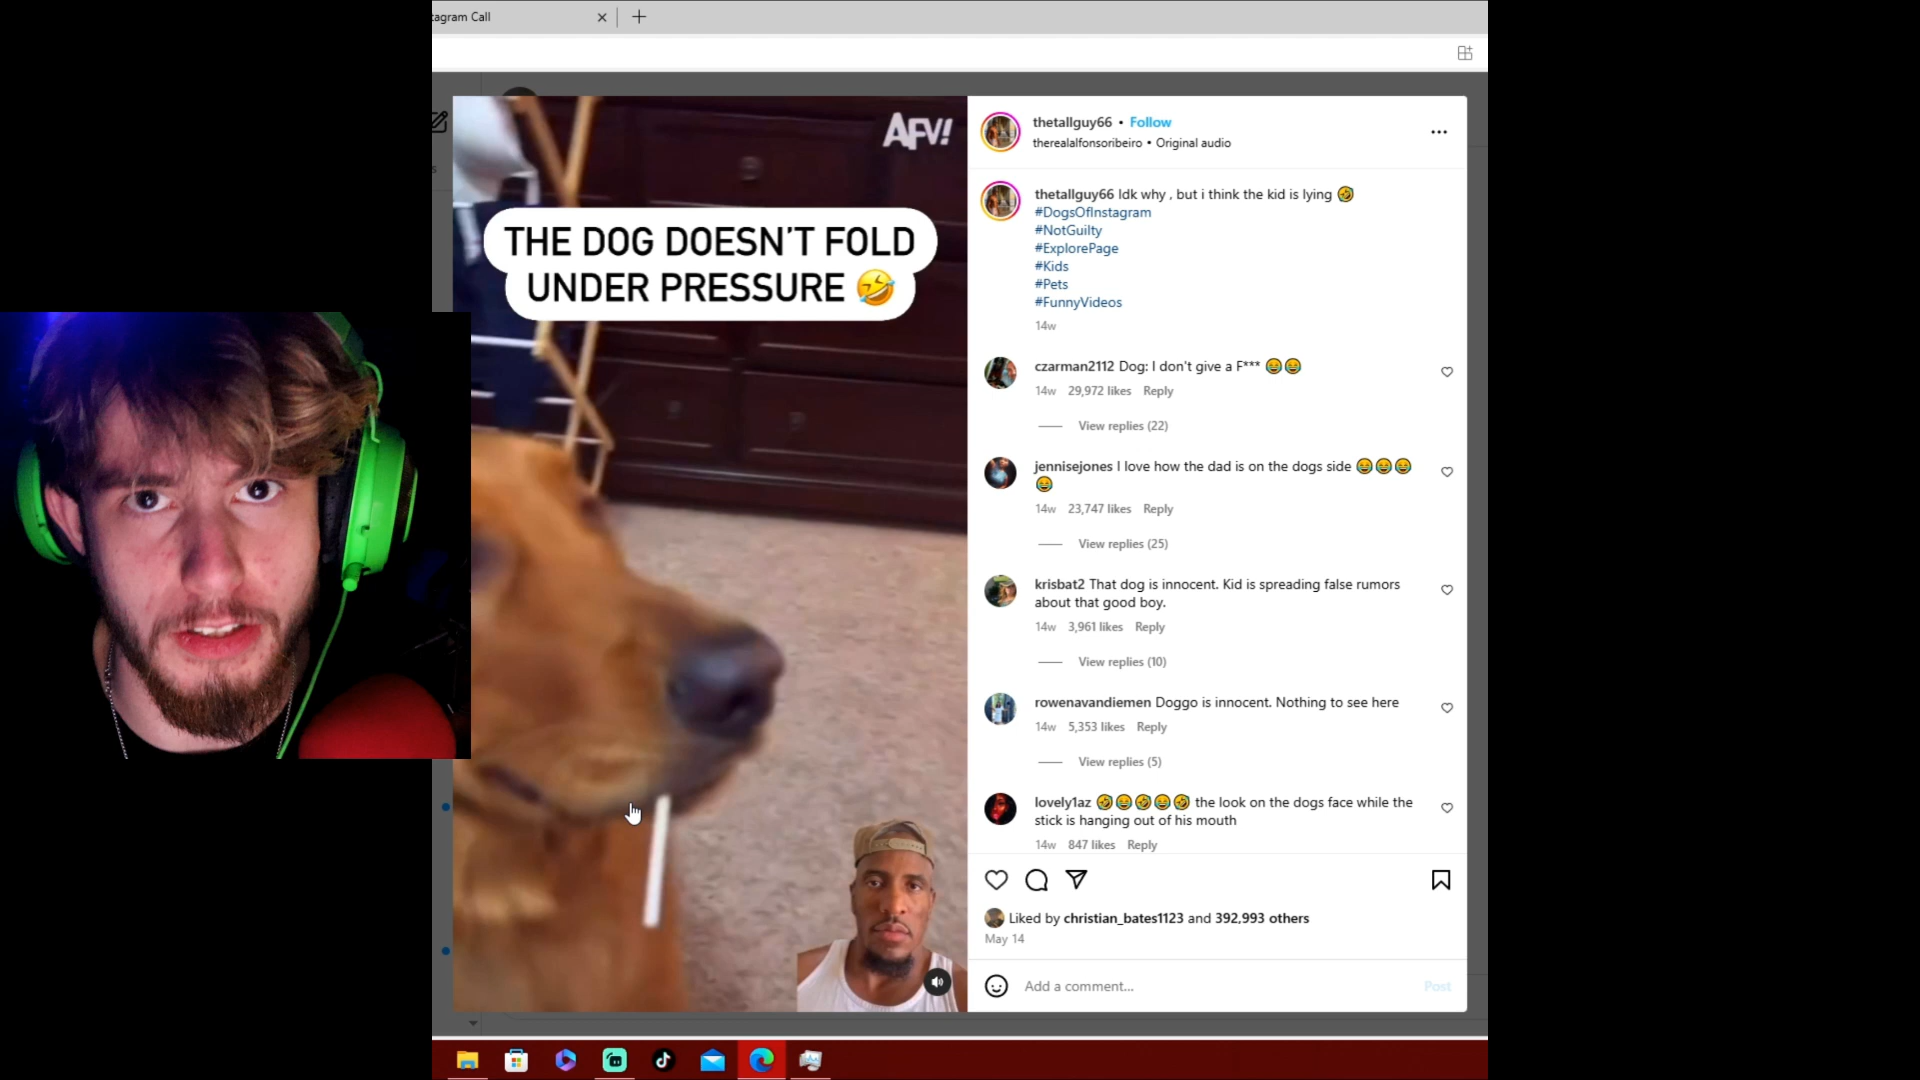 tagram Call
AFV!
THE DOG DOESN'T FOLD
UNDER PRESSURE 🤣
thetallguy66 • Follow
therealalfonsoribeiro • Original audio
thetallguy66 Idk why , but i think the kid is lying 🤣
#DogsOfInstagram
#NotGuilty
#ExplorePage
#Kids
#Pets
#FunnyVideos
14w
czarman2112 Dog: I don't give a F*** 😂😂
14w 29,972 likes Reply
View replies (22)
jennisejones I love how the dad is on the dogs side 😂😂😂
😂
14w 23,747 likes Reply
View replies (25)
krisbat2 That dog is innocent. Kid is spreading false rumors
about that good boy.
14w 3,961 likes Reply
View replies (10)
rowenavandiemen Doggo is innocent. Nothing to see here
14w 5,353 likes Reply
View replies (5)
lovely1az 🤣😂🤣😂🤣 the look on the dogs face while the
stick is hanging out of his mouth
14w 847 likes Reply
Liked by christian_bates1123 and 392,993 others
May 14
Add a comment...
Post